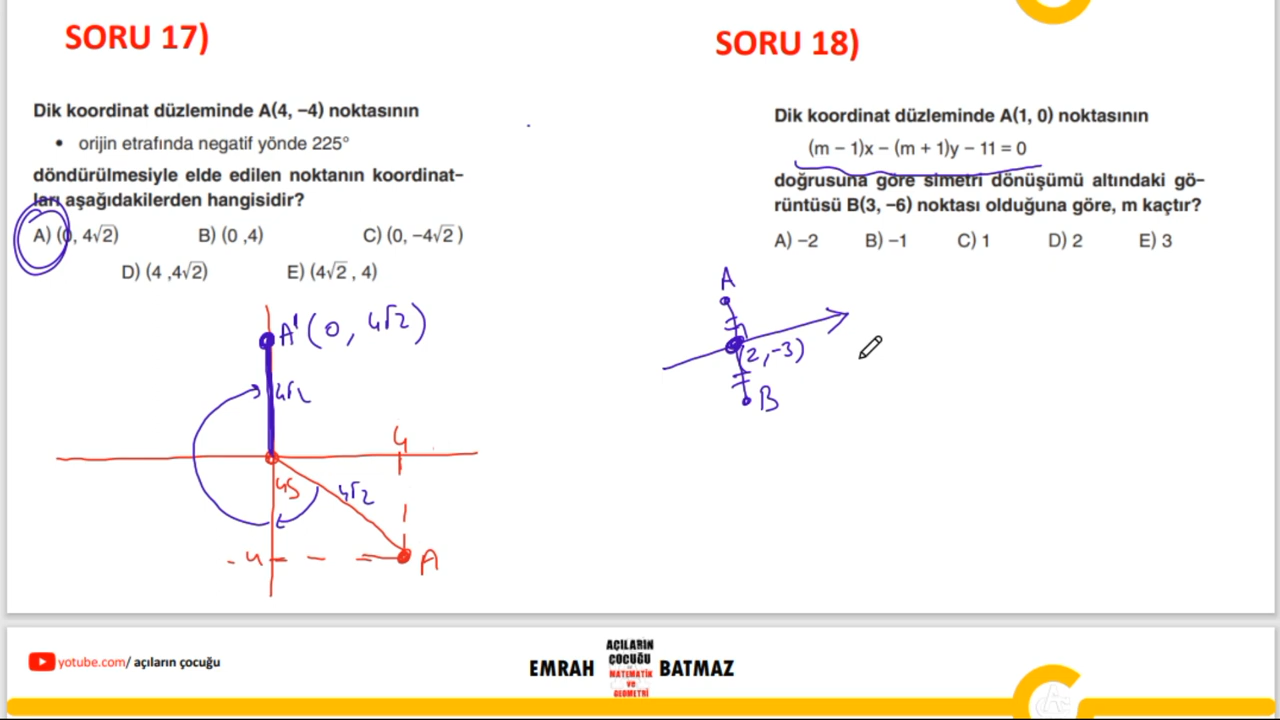 SORU 17)
Dik koordinat düzleminde A(4, –4) noktasının
• orijin etrafında negatif yönde 225°
döndürülmesiyle elde edilen noktanın koordinat-
ları aşağıdakilerden hangisidir?
A) (0, 4√2) B) (0 ,4) C) (0, –4√2 )
D) (4 ,4√2) E) (4√2 , 4)
A' (0, 4√2)
4√2
4
45
4√2
-4
A
SORU 18)
Dik koordinat düzleminde A(1, 0) noktasının
(m – 1)x – (m + 1)y – 11 = 0
doğrusuna göre simetri dönüşümü altındaki gö-
rüntüsü B(3, –6) noktası olduğuna göre, m kaçtır?
A) –2 B) –1 C) 1 D) 2 E) 3
A
(2,-3)
B
yotube.com/ açıların çocuğu
EMRAH
AÇILARIN
ÇOCUĞU
MATEMATİK
ve
GEOMETRİ
BATMAZ